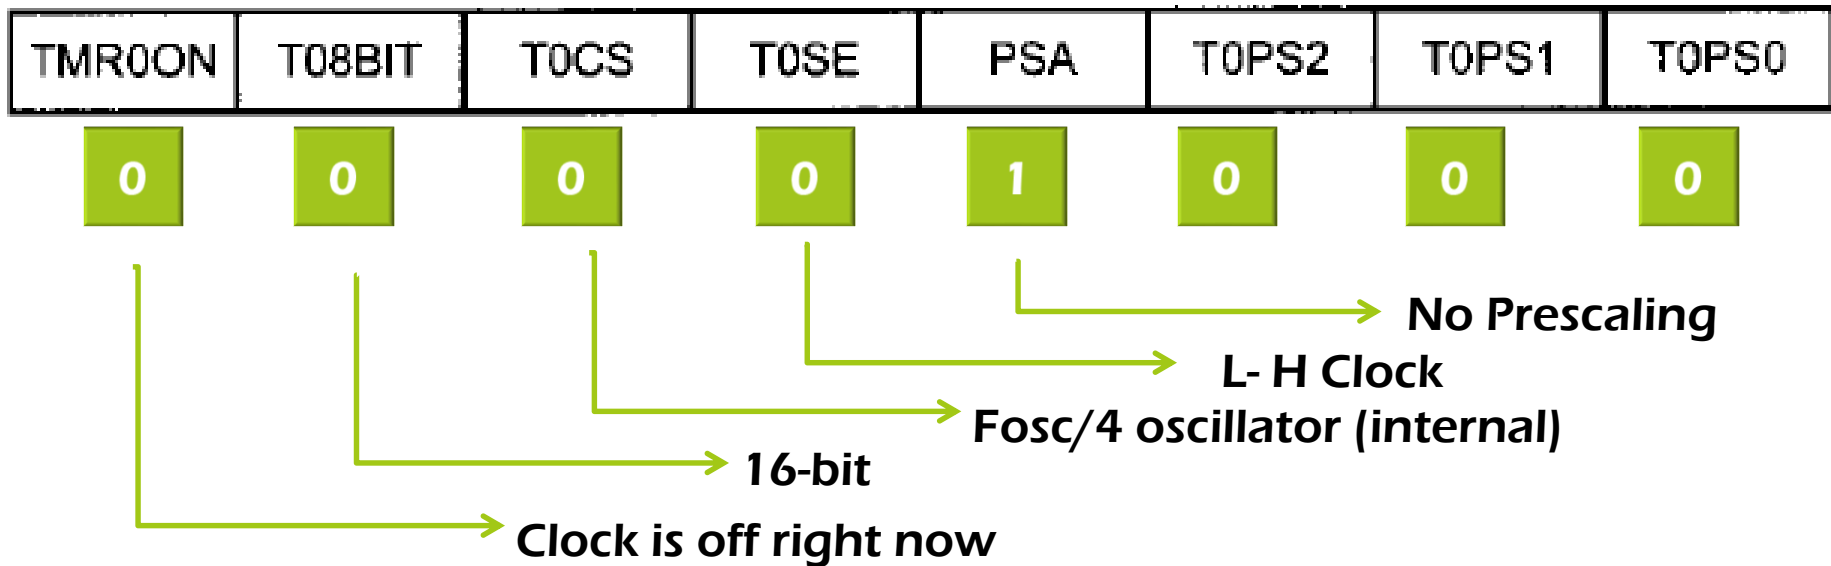 TMR0ON T08BIT T0CS T0SE PSA T0PS2 T0PS1 T0PS0
0 0 0 0 1 0 0 0
No Prescaling
L- H Clock
Fosc/4 oscillator (internal)
16-bit
Clock is off right now